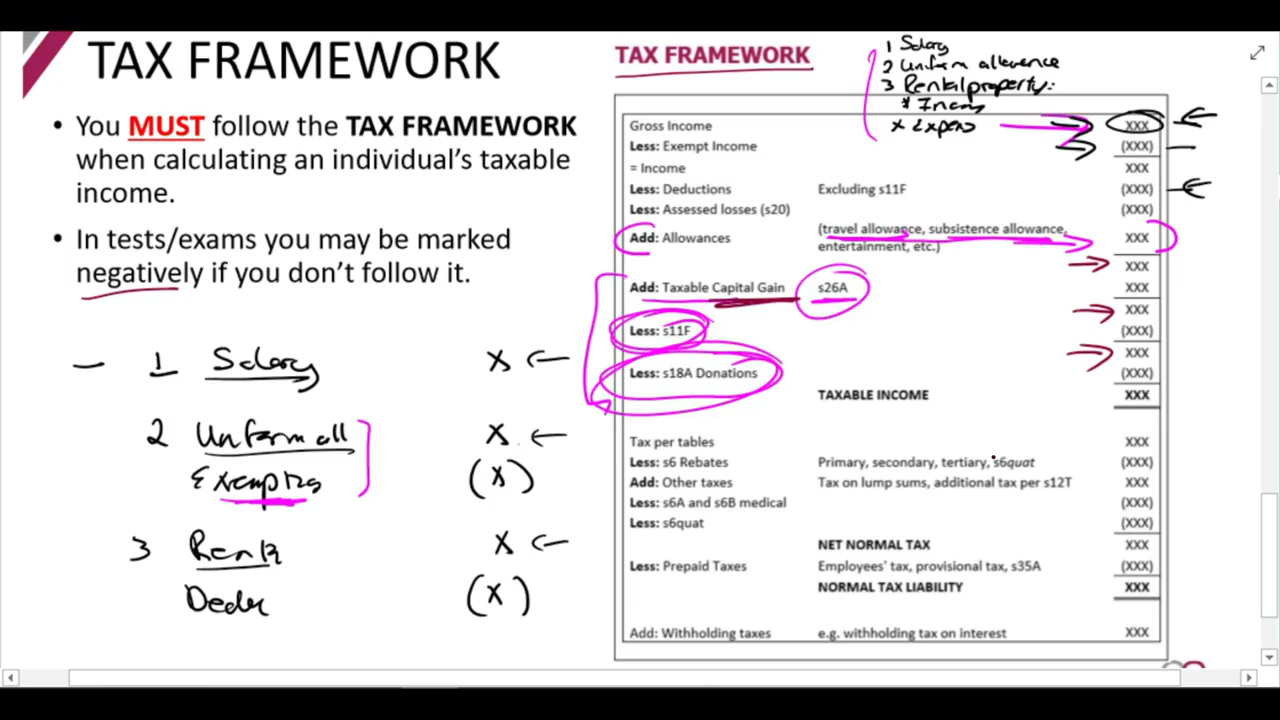 TAX FRAMEWORK
• You MUST follow the TAX FRAMEWORK
when calculating an individual's taxable
income.
• In tests/exams you may be marked
negatively if you don't follow it.
— 1 Salary X
2 Uniform all X
Exemption (X)
3 Rent X
Dedu (X)
TAX FRAMEWORK
1 Salary
2 Uniform allowance
3 Rental property:
* Income
* Expens
Gross Income XXX
Less: Exempt Income (XXX)
= Income XXX
Less: Deductions Excluding s11F (XXX)
Less: Assessed losses (s20) (XXX)
Add: Allowances (travel allowance, subsistence allowance, XXX
entertainment, etc.)
XXX
Add: Taxable Capital Gain s26A XXX
XXX
Less: s11F (XXX)
XXX
Less: s18A Donations (XXX)
TAXABLE INCOME XXX
Tax per tables XXX
Less: s6 Rebates Primary, secondary, tertiary, s6quat (XXX)
Add: Other taxes Tax on lump sums, additional tax per s12T XXX
Less: s6A and s6B medical (XXX)
Less: s6quat (XXX)
NET NORMAL TAX XXX
Less: Prepaid Taxes Employees' tax, provisional tax, s35A (XXX)
NORMAL TAX LIABILITY XXX
Add: Withholding taxes e.g. withholding tax on interest XXX